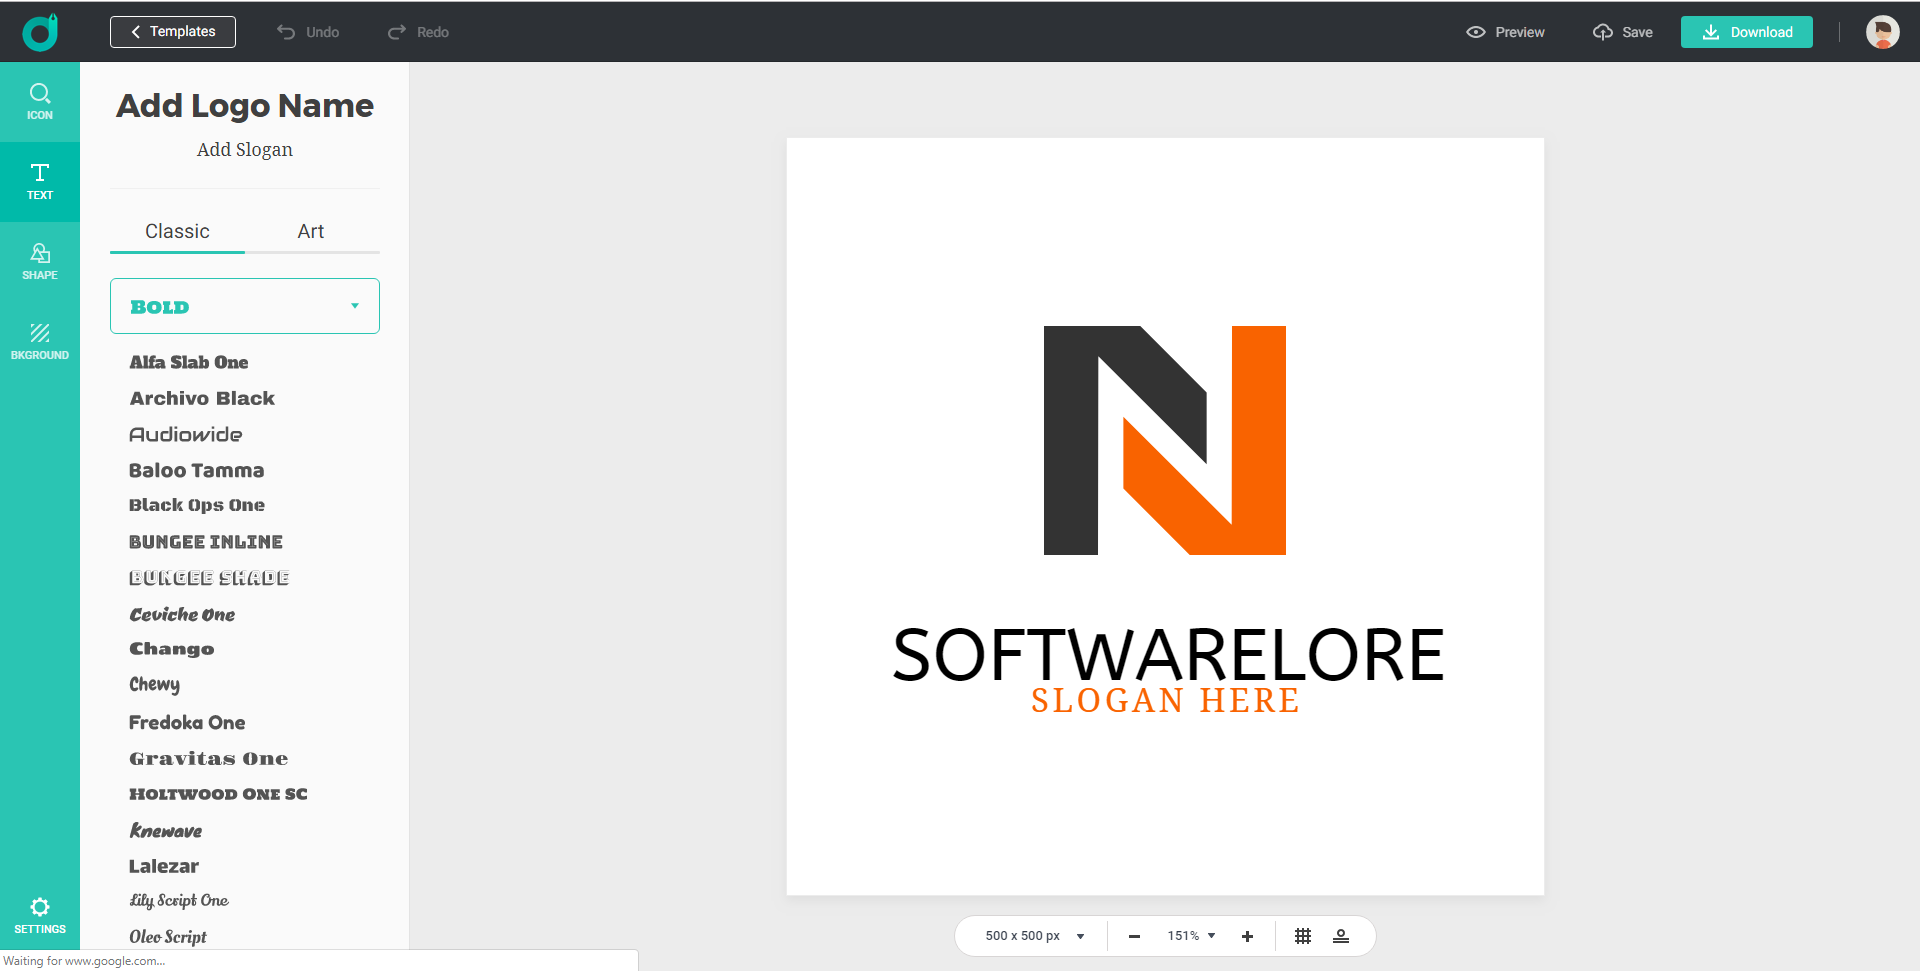 Templates
Undo
Redo
Preview
Save
Download
ICON
TEXT
SHAPE
BKGROUND
SETTINGS
Add Logo Name
Add Slogan
Classic
Art
BOLD
Alfa Slab One
Archivo Black
Audiowide
Baloo Tamma
Black Ops One
BUNGEE INLINE
BUNGEE SHADE
Ceviche One
Chango
Chewy
Fredoka One
Gravitas One
HOLTWOOD ONE SC
Knewave
Lalezar
Lily Script One
Oleo Script
N
SOFTWARELORE
SLOGAN HERE
500 x 500 px
151%
Waiting for www.google.com...